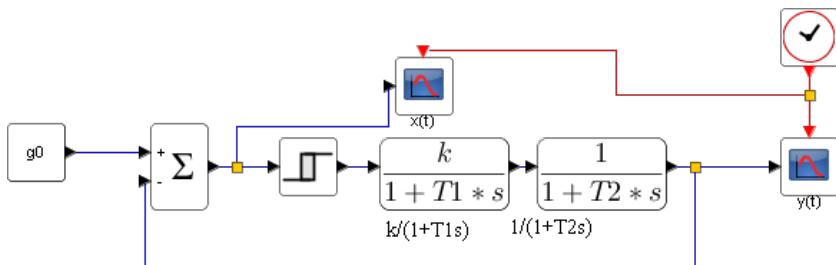 x(t)
g0
+
-
Σ
k
1 + T1 * s
1
1 + T2 * s
k/(1+T1s)
1/(1+T2s)
y(t)